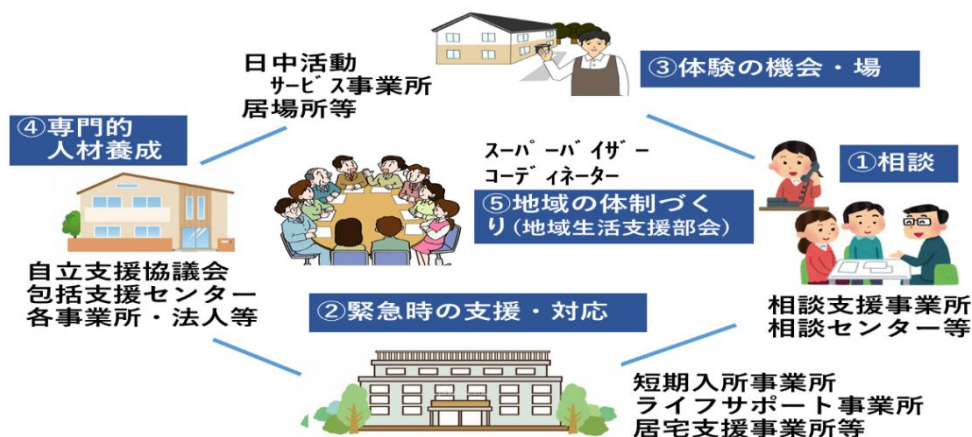 日中活動
サービス事業所
居場所等
③体験の機会・場
④専門的
人材養成
スーパーバイザー
コーディネーター
①相談
⑤地域の体制づく
り(地域生活支援部会)
自立支援協議会
包括支援センター
各事業所・法人等
②緊急時の支援・対応
相談支援事業所
相談センター等
短期入所事業所
ライフサポート事業所
居宅支援事業所等